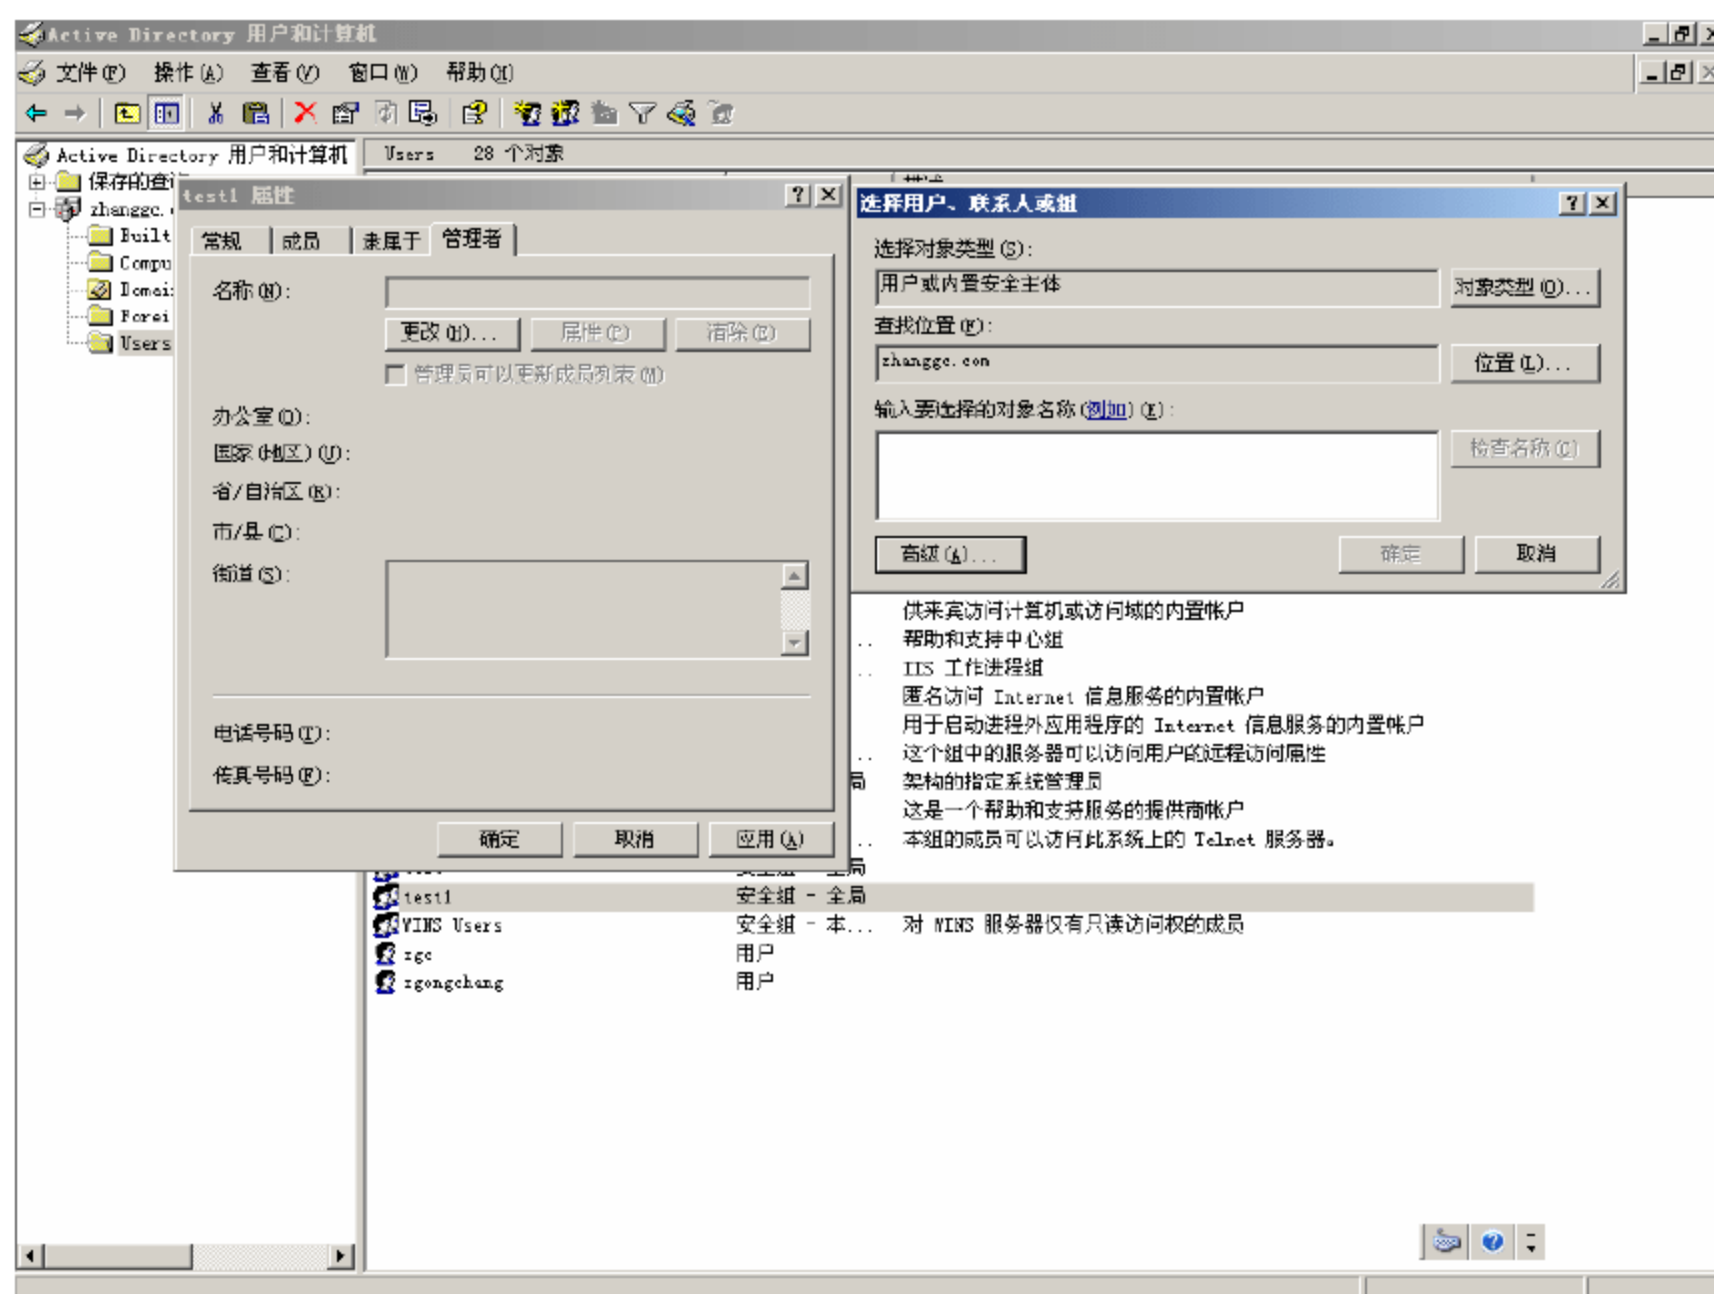 Active Directory 用户和计算机
文件(F) 操作(A) 查看(V) 窗口(W) 帮助(H)
Active Directory 用户和计算机
Users 28 个对象
保存的查
zhanggc.
Built
Compu
Domai
Forei
Users
test1 属性
常规 成员 隶属于 管理者
名称(N):
更改(H)... 属性(P) 清除(E)
管理员可以更新成员列表(M)
办公室(O):
国家(地区)(U):
省/自治区(R):
市/县(C):
街道(S):
电话号码(T):
传真号码(F):
确定 取消 应用(A)
选择用户、联系人或组
选择对象类型(S):
用户或内置安全主体
对象类型(O)...
查找位置(F):
zhanggc.com
位置(L)...
输入要选择的对象名称(例如)(E):
检查名称(C)
高级(A)... 确定 取消
供来宾访问计算机或访问域的内置帐户
.. 帮助和支持中心组
.. IIS 工作进程组
匿名访问 Internet 信息服务的内置帐户
用于启动进程外应用程序的 Internet 信息服务的内置帐户
.. 这个组中的服务器可以访问用户的远程访问属性
局 架构的指定系统管理员
这是一个帮助和支持服务的提供商帐户
.. 本组的成员可以访问此系统上的 Telnet 服务器。
test1 安全组 - 全局
WINS Users 安全组 - 本... 对 WINS 服务器仅有只读访问权的成员
zgc 用户
zgongchang 用户